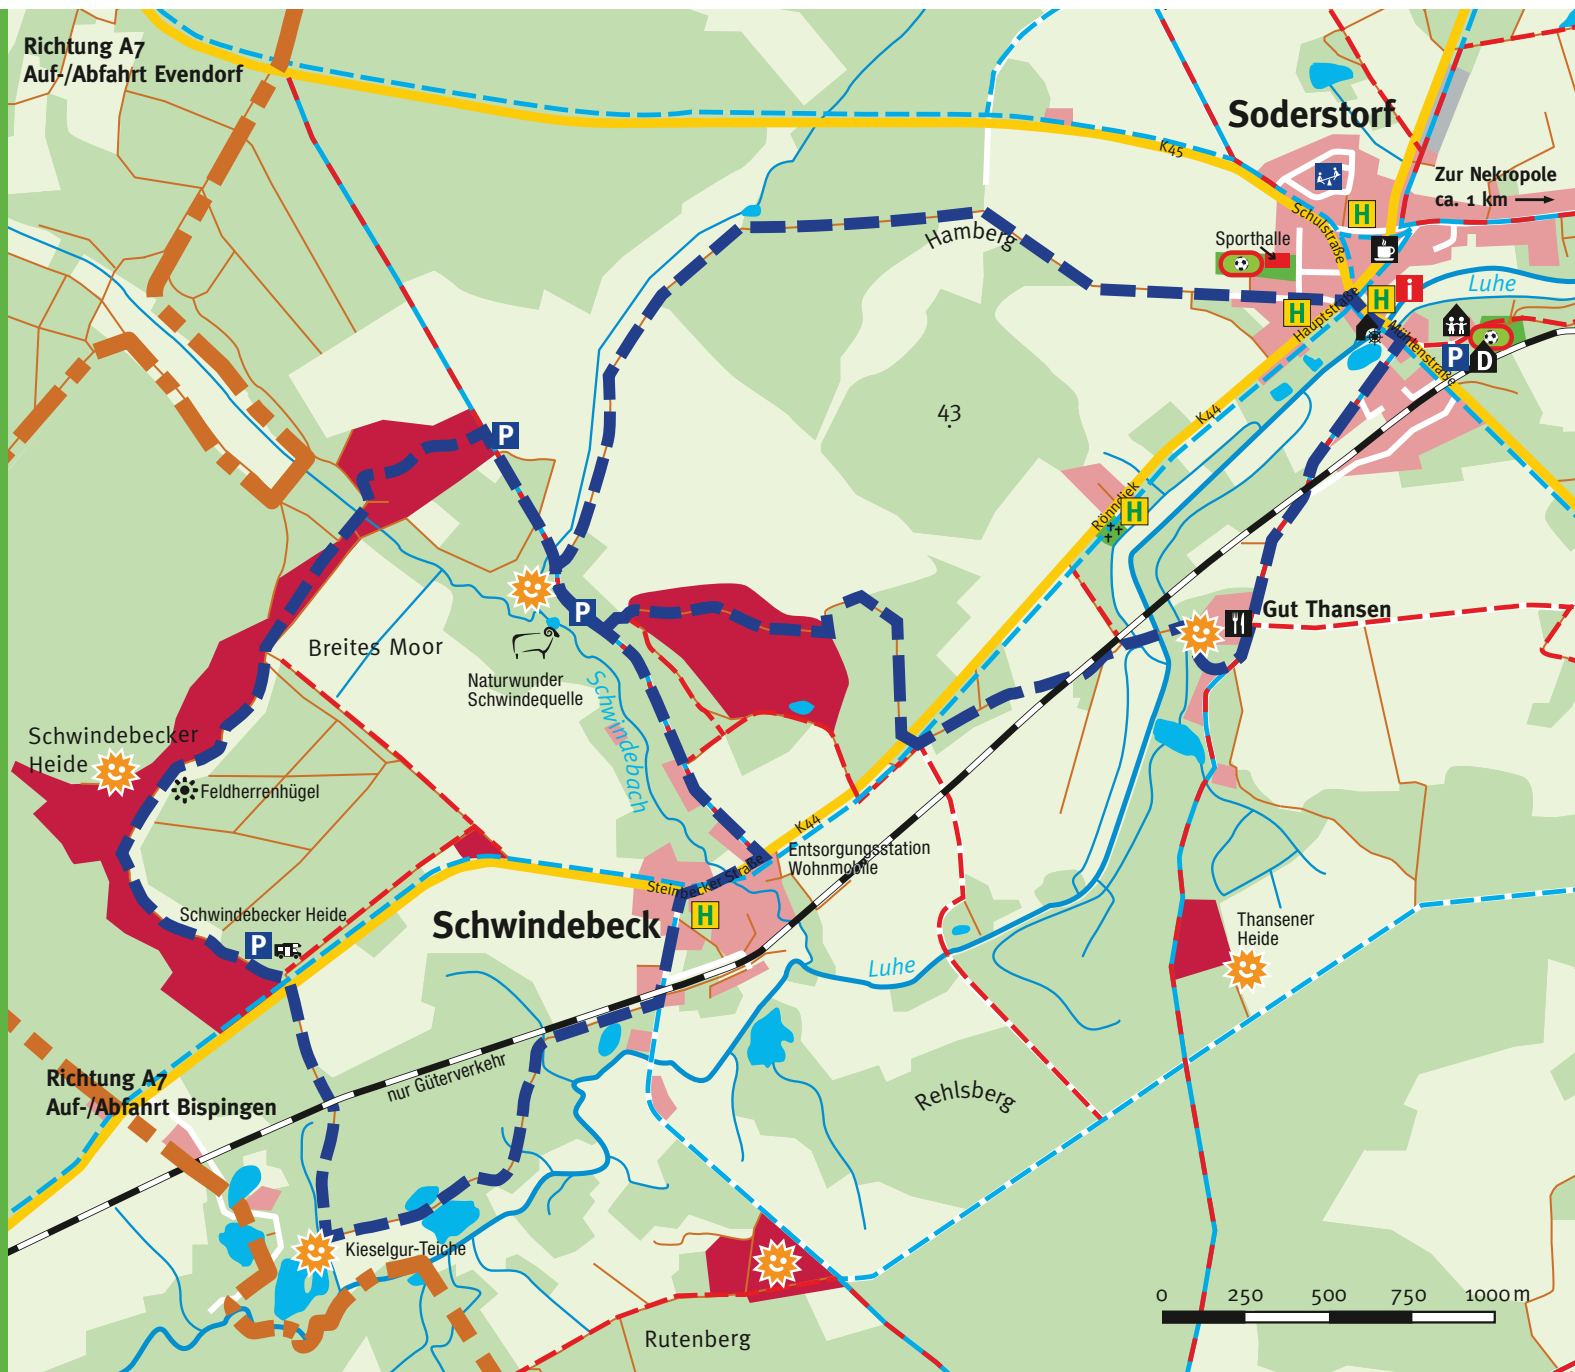 Richtung A7
Auf-/Abfahrt Evendorf
Soderstorf
K45
Zur Nekropole
ca. 1 km
Schulstraße
H
Sporthalle
Hamberg
Luhe
i
H
H
Hauptstraße
Mühlenstraße
P
D
K44
43
P
Rönndiek
H
P
Gut Thansen
Breites Moor
Naturwunder
Schwindequelle
Schwindebach
Schwindebecker
Heide
Feldherrenhügel
K44
Entsorgungsstation
Wohnmobile
Steinbecker Straße
Schwindebeck
H
Schwindebecker Heide
P
Thansener
Heide
Luhe
Richtung A7
Auf-/Abfahrt Bispingen
nur Güterverkehr
Rehlsberg
Kieselgur-Teiche
Rutenberg
0 250 500 750 1000 m